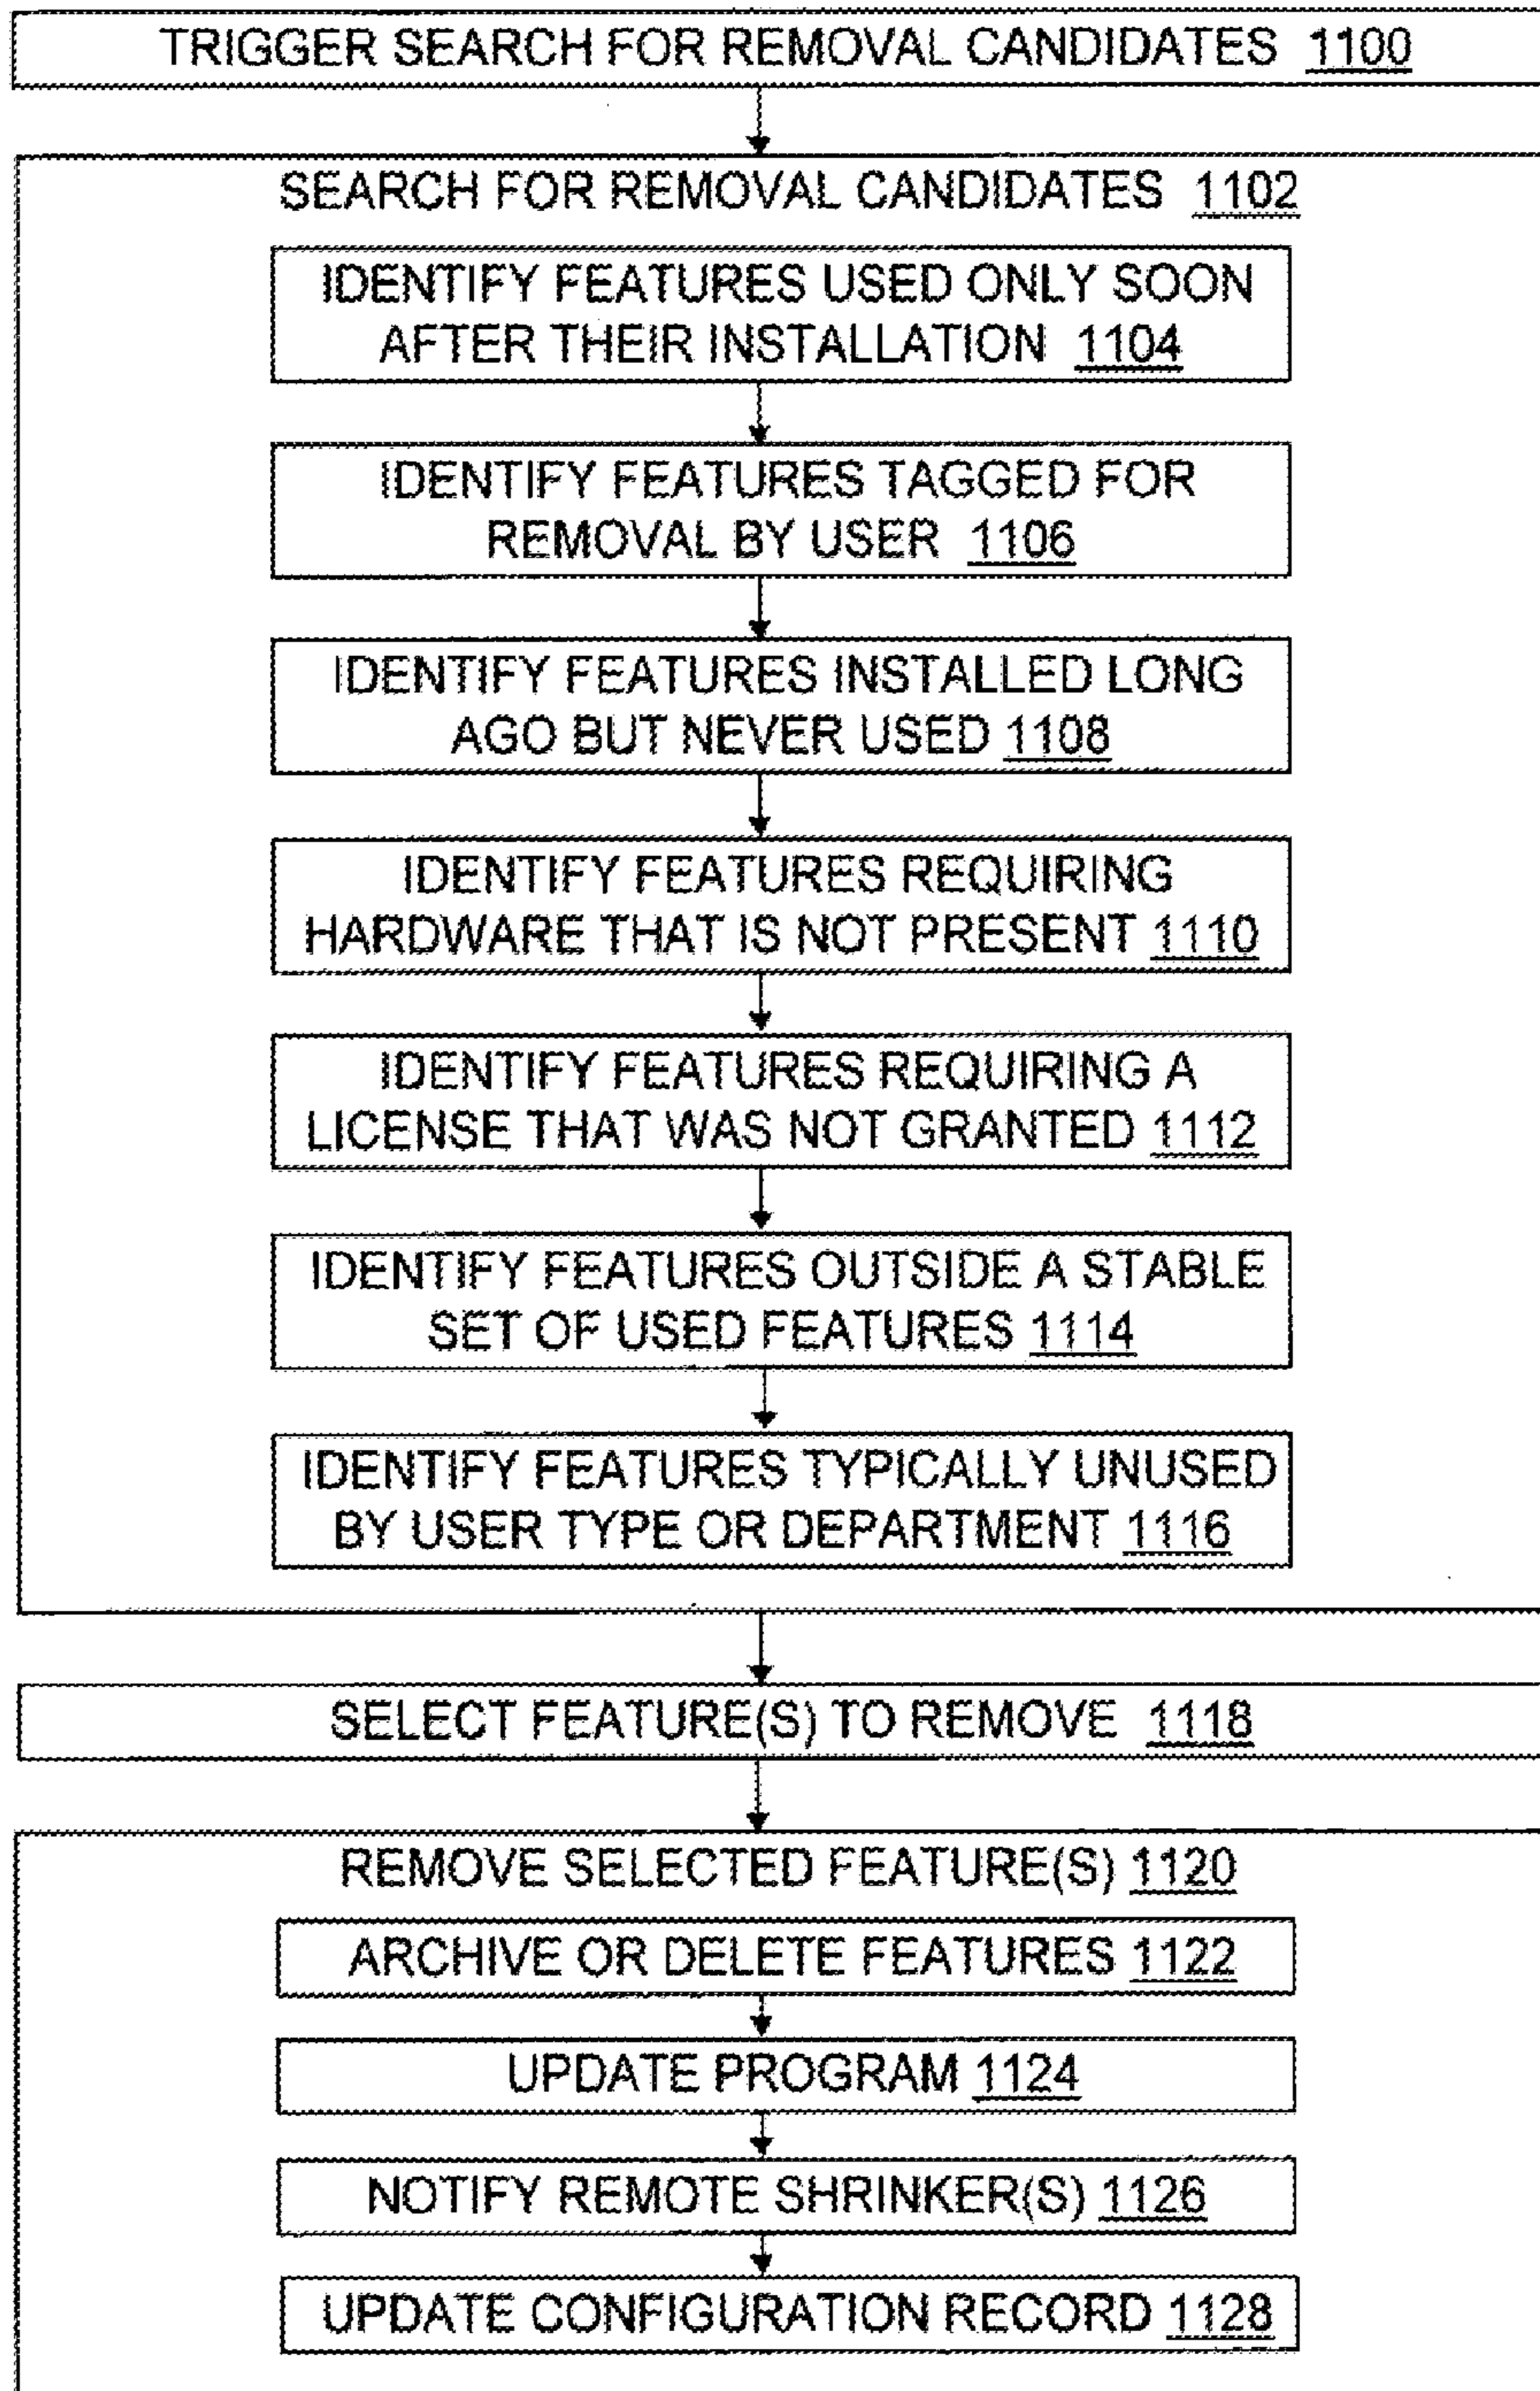 TRIGGER SEARCH FOR REMOVAL CANDIDATES 1100
SEARCH FOR REMOVAL CANDIDATES 1102
IDENTIFY FEATURES USED ONLY SOON
AFTER THEIR INSTALLATION 1104
IDENTIFY FEATURES TAGGED FOR
REMOVAL BY USER 1106
IDENTIFY FEATURES INSTALLED LONG
AGO BUT NEVER USED 1108
IDENTIFY FEATURES REQUIRING
HARDWARE THAT IS NOT PRESENT 1110
IDENTIFY FEATURES REQUIRING A
LICENSE THAT WAS NOT GRANTED 1112
IDENTIFY FEATURES OUTSIDE A STABLE
SET OF USED FEATURES 1114
IDENTIFY FEATURES TYPICALLY UNUSED
BY USER TYPE OR DEPARTMENT 1116
SELECT FEATURE(S) TO REMOVE 1118
REMOVE SELECTED FEATURE(S) 1120
ARCHIVE OR DELETE FEATURES 1122
UPDATE PROGRAM 1124
NOTIFY REMOTE SHRINKER(S) 1126
UPDATE CONFIGURATION RECORD 1128